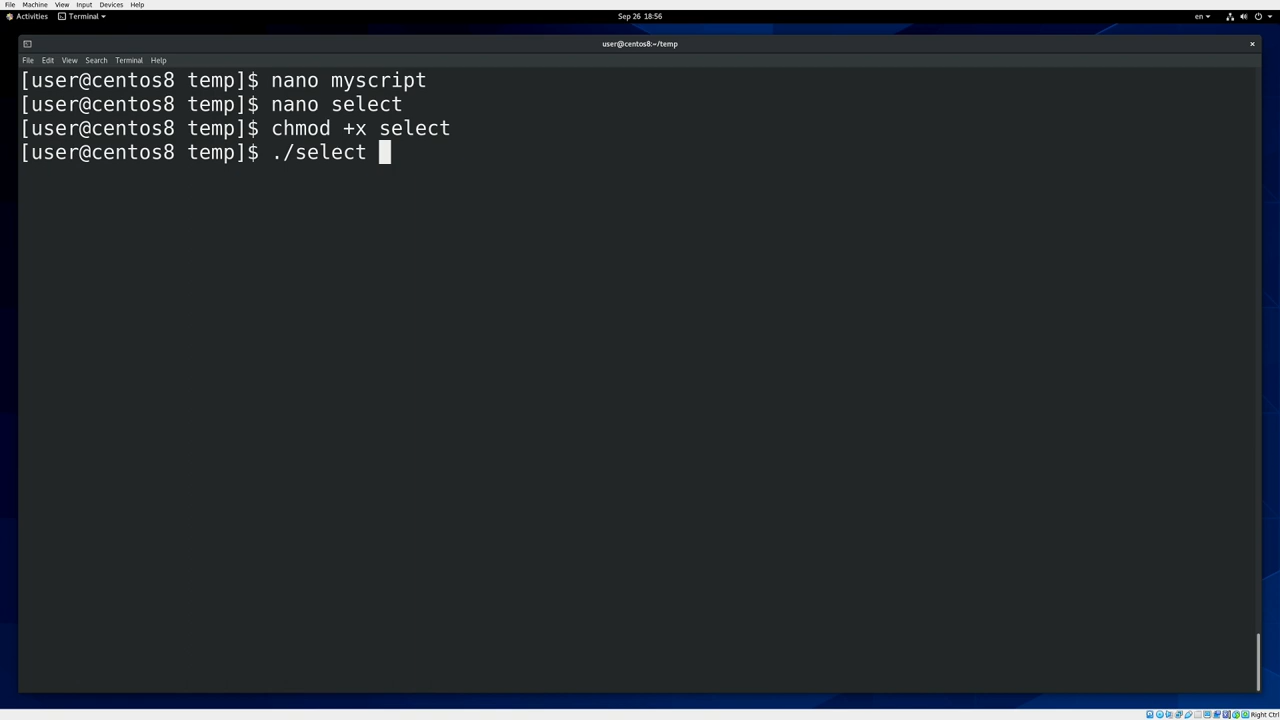 File Machine View Input Devices Help
Activities Terminal Sep 26 18:56 en
user@centos8:~/temp
File Edit View Search Terminal Help
[user@centos8 temp]$ nano myscript
[user@centos8 temp]$ nano select
[user@centos8 temp]$ chmod +x select
[user@centos8 temp]$ ./select
Right Ctrl